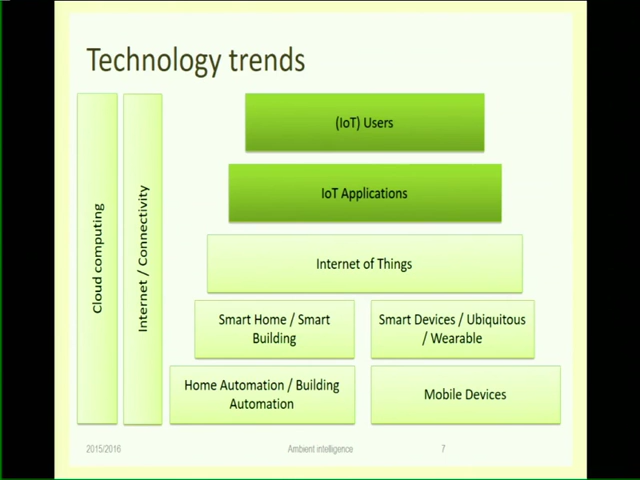 Technology trends
Cloud computing
Internet / Connectivity
(IoT) Users
IoT Applications
Internet of Things
Smart Home / Smart
Building
Smart Devices / Ubiquitous
/ Wearable
Home Automation / Building
Automation
Mobile Devices
2015/2016
Ambient intelligence
7